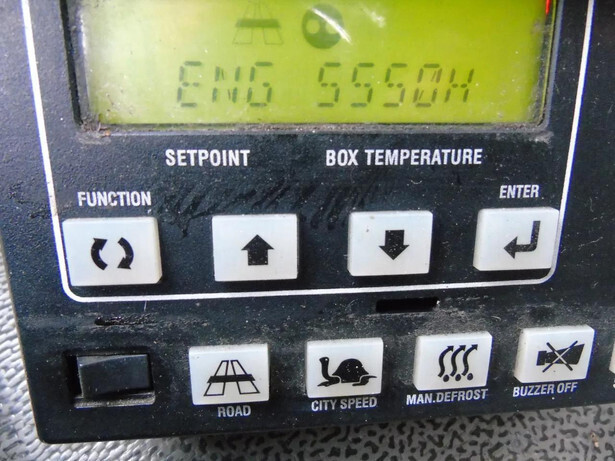 ENG 5550H
SETPOINT BOX TEMPERATURE
FUNCTION ENTER
ROAD CITY SPEED MAN.DEFROST BUZZER OFF